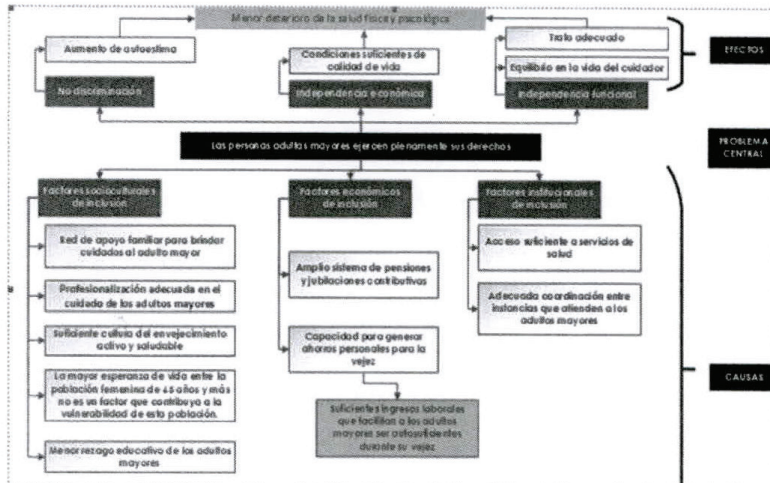 Menor deterioro de la salud física y psicológica
Aumento de autoestima
Condiciones suficientes de
calidad de vida
Trato adecuado
Equilibrio en la vida del cuidador
EFECTOS
No discriminación
Independencia económica
Independencia funcional
Las personas adultas mayores ejercen plenamente sus derechos
PROBLEMA
CENTRAL
Factores socioculturales
de inclusión
Factores económicos
de inclusión
Factores institucionales
de inclusión
Red de apoyo familiar para brindar
cuidados al adulto mayor
Profesionalización adecuada en el
cuidado de los adultos mayores
Suficiente cultura del envejecimiento
activo y saludable
La mayor esperanza de vida entre la
población femenina de 65 años y más
no es un factor que contribuya a la
vulnerabilidad de esta población.
Menor rezago educativo de los adultos
mayores
Amplio sistema de pensiones
y jubilaciones contributivas
Capacidad para generar
ahorros personales para la
vejez
Suficientes ingresos laborales
que facilitan a los adultos
mayores ser autosuficientes
durante su vejez
Acceso suficiente a servicios de
salud
Adecuada coordinación entre
instancias que atienden a los adultos
mayores
CAUSAS